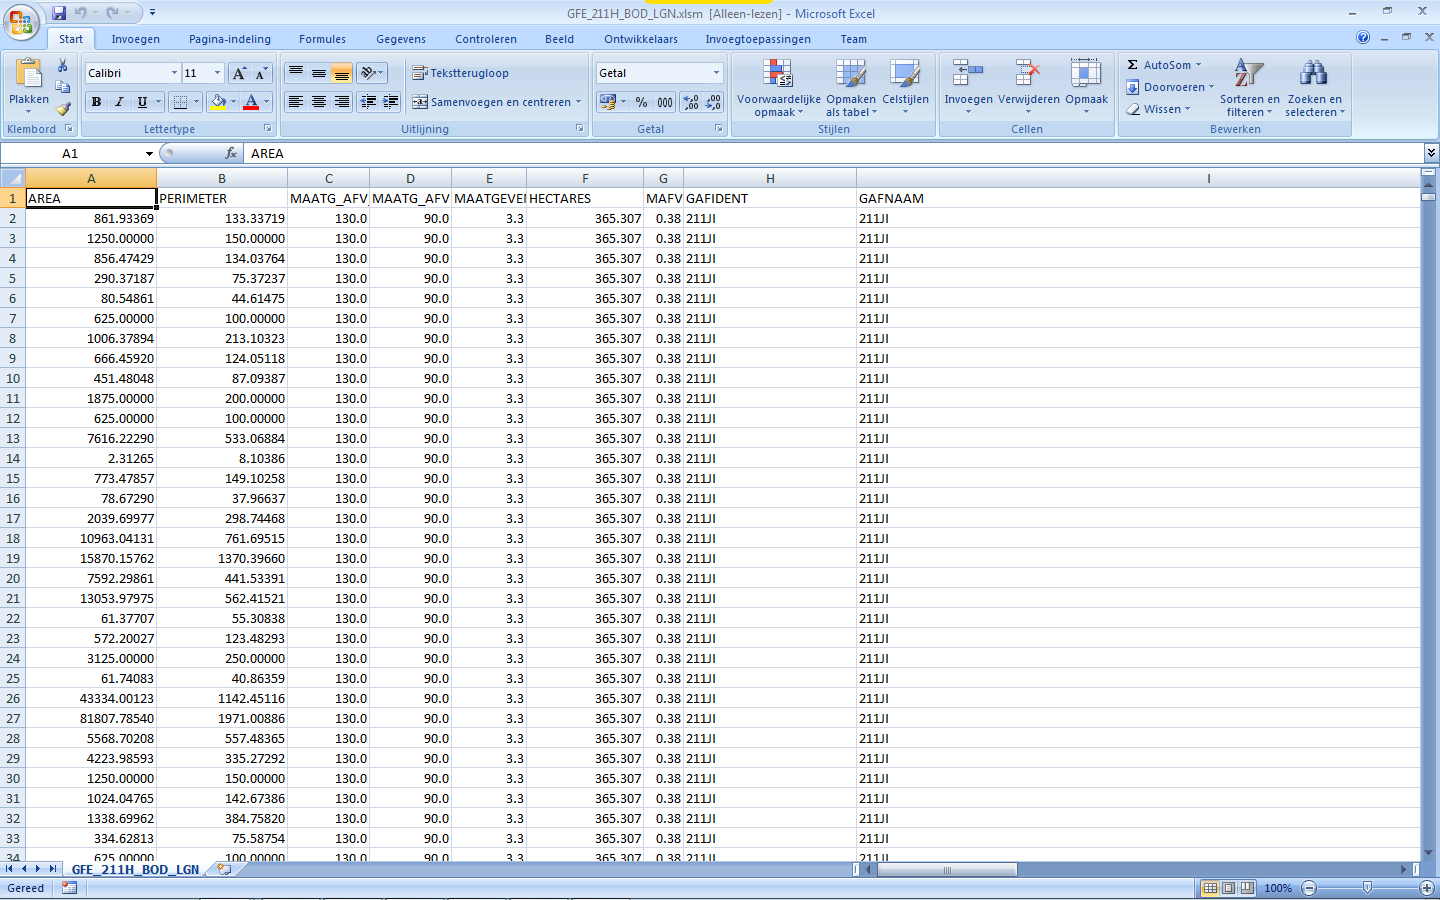 GFE_211H_BOD_LGN.xlsm [Alleen-lezen] - Microsoft Excel
Start Invoegen Pagina-indeling Formules Gegevens Controleren Beeld Ontwikkelaars Invoegtoepassingen Team
Plakken
Klembord
Calibri 11
B I U A
Lettertype
Tekstterugloop
Samenvoegen en centreren
Uitlijning
Getal
% 000
Getal
Voorwaardelijke opmaak
Opmaken als tabel
Celstijlen
Stijlen
Invoegen Verwijderen Opmaak
Cellen
Σ AutoSom
Doorvoeren
Wissen
Sorteren en filteren
Zoeken en selecteren
Bewerken
A1 fx AREA
A B C D E F G H I
1 AREA PERIMETER MAATG_AFV_ MAATG_AFV MAATGEVEN HECTARES MAFV GAFIDENT GAFNAAM
2 861.93369 133.33719 130.0 90.0 3.3 365.307 0.38 211JI 211JI
3 1250.00000 150.00000 130.0 90.0 3.3 365.307 0.38 211JI 211JI
4 856.47429 134.03764 130.0 90.0 3.3 365.307 0.38 211JI 211JI
5 290.37187 75.37237 130.0 90.0 3.3 365.307 0.38 211JI 211JI
6 80.54861 44.61475 130.0 90.0 3.3 365.307 0.38 211JI 211JI
7 625.00000 100.00000 130.0 90.0 3.3 365.307 0.38 211JI 211JI
8 1006.37894 213.10323 130.0 90.0 3.3 365.307 0.38 211JI 211JI
9 666.45920 124.05118 130.0 90.0 3.3 365.307 0.38 211JI 211JI
10 451.48048 87.09387 130.0 90.0 3.3 365.307 0.38 211JI 211JI
11 1875.00000 200.00000 130.0 90.0 3.3 365.307 0.38 211JI 211JI
12 625.00000 100.00000 130.0 90.0 3.3 365.307 0.38 211JI 211JI
13 7616.22290 533.06884 130.0 90.0 3.3 365.307 0.38 211JI 211JI
14 2.31265 8.10386 130.0 90.0 3.3 365.307 0.38 211JI 211JI
15 773.47857 149.10258 130.0 90.0 3.3 365.307 0.38 211JI 211JI
16 78.67290 37.96637 130.0 90.0 3.3 365.307 0.38 211JI 211JI
17 2039.69977 298.74468 130.0 90.0 3.3 365.307 0.38 211JI 211JI
18 10963.04131 761.69515 130.0 90.0 3.3 365.307 0.38 211JI 211JI
19 15870.15762 1370.39660 130.0 90.0 3.3 365.307 0.38 211JI 211JI
20 7592.29861 441.53391 130.0 90.0 3.3 365.307 0.38 211JI 211JI
21 13053.97975 562.41521 130.0 90.0 3.3 365.307 0.38 211JI 211JI
22 61.37707 55.30838 130.0 90.0 3.3 365.307 0.38 211JI 211JI
23 572.20027 123.48293 130.0 90.0 3.3 365.307 0.38 211JI 211JI
24 3125.00000 250.00000 130.0 90.0 3.3 365.307 0.38 211JI 211JI
25 61.74083 40.86359 130.0 90.0 3.3 365.307 0.38 211JI 211JI
26 43334.00123 1142.45116 130.0 90.0 3.3 365.307 0.38 211JI 211JI
27 81807.78540 1971.00886 130.0 90.0 3.3 365.307 0.38 211JI 211JI
28 5568.70208 557.48365 130.0 90.0 3.3 365.307 0.38 211JI 211JI
29 4223.98593 335.27292 130.0 90.0 3.3 365.307 0.38 211JI 211JI
30 1250.00000 150.00000 130.0 90.0 3.3 365.307 0.38 211JI 211JI
31 1024.04765 142.67386 130.0 90.0 3.3 365.307 0.38 211JI 211JI
32 1338.69962 384.75820 130.0 90.0 3.3 365.307 0.38 211JI 211JI
33 334.62813 75.58754 130.0 90.0 3.3 365.307 0.38 211JI 211JI
34 625.00000 100.00000 130.0 90.0 3.3 365.307 0.38 211JI 211JI
GFE_211H_BOD_LGN
Gereed 100%